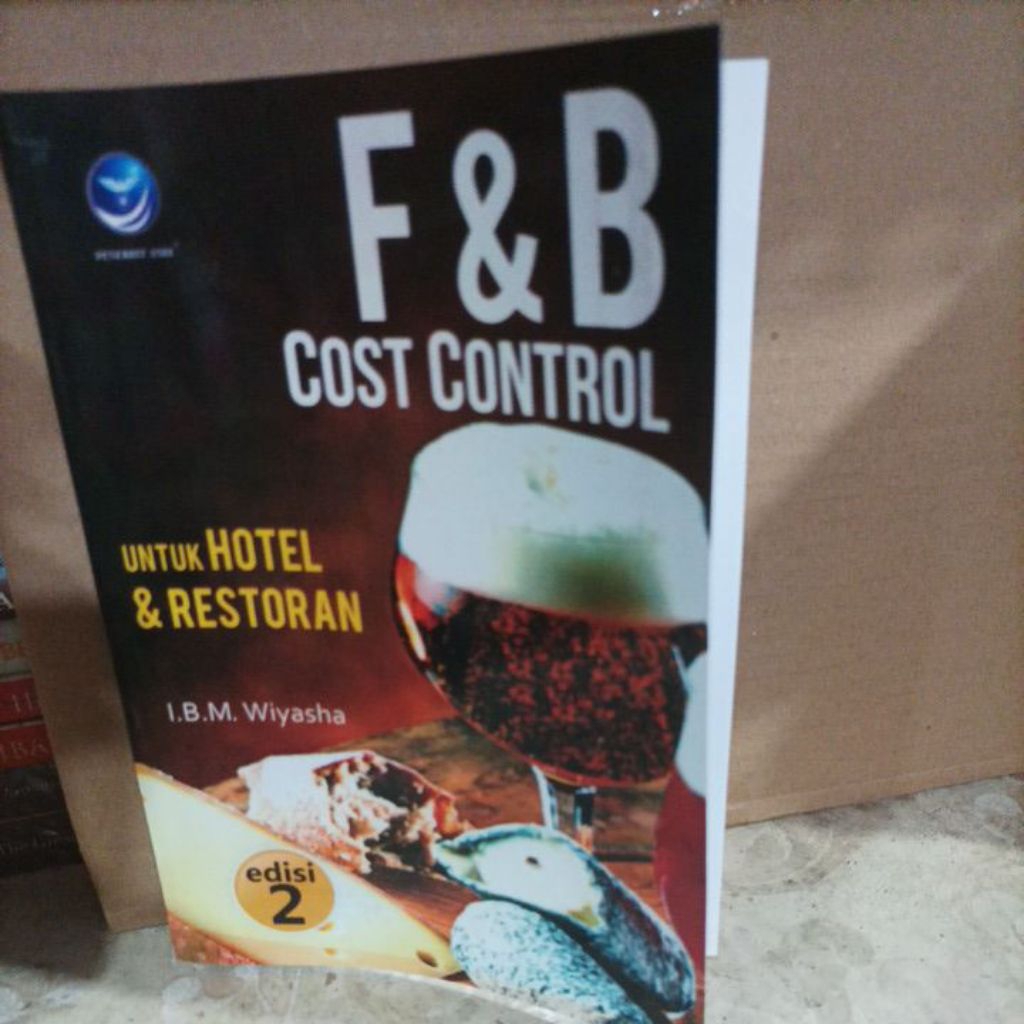 F & B
COST CONTROL
UNTUK HOTEL
& RESTORAN
I.B.M. Wiyasha
edisi
2